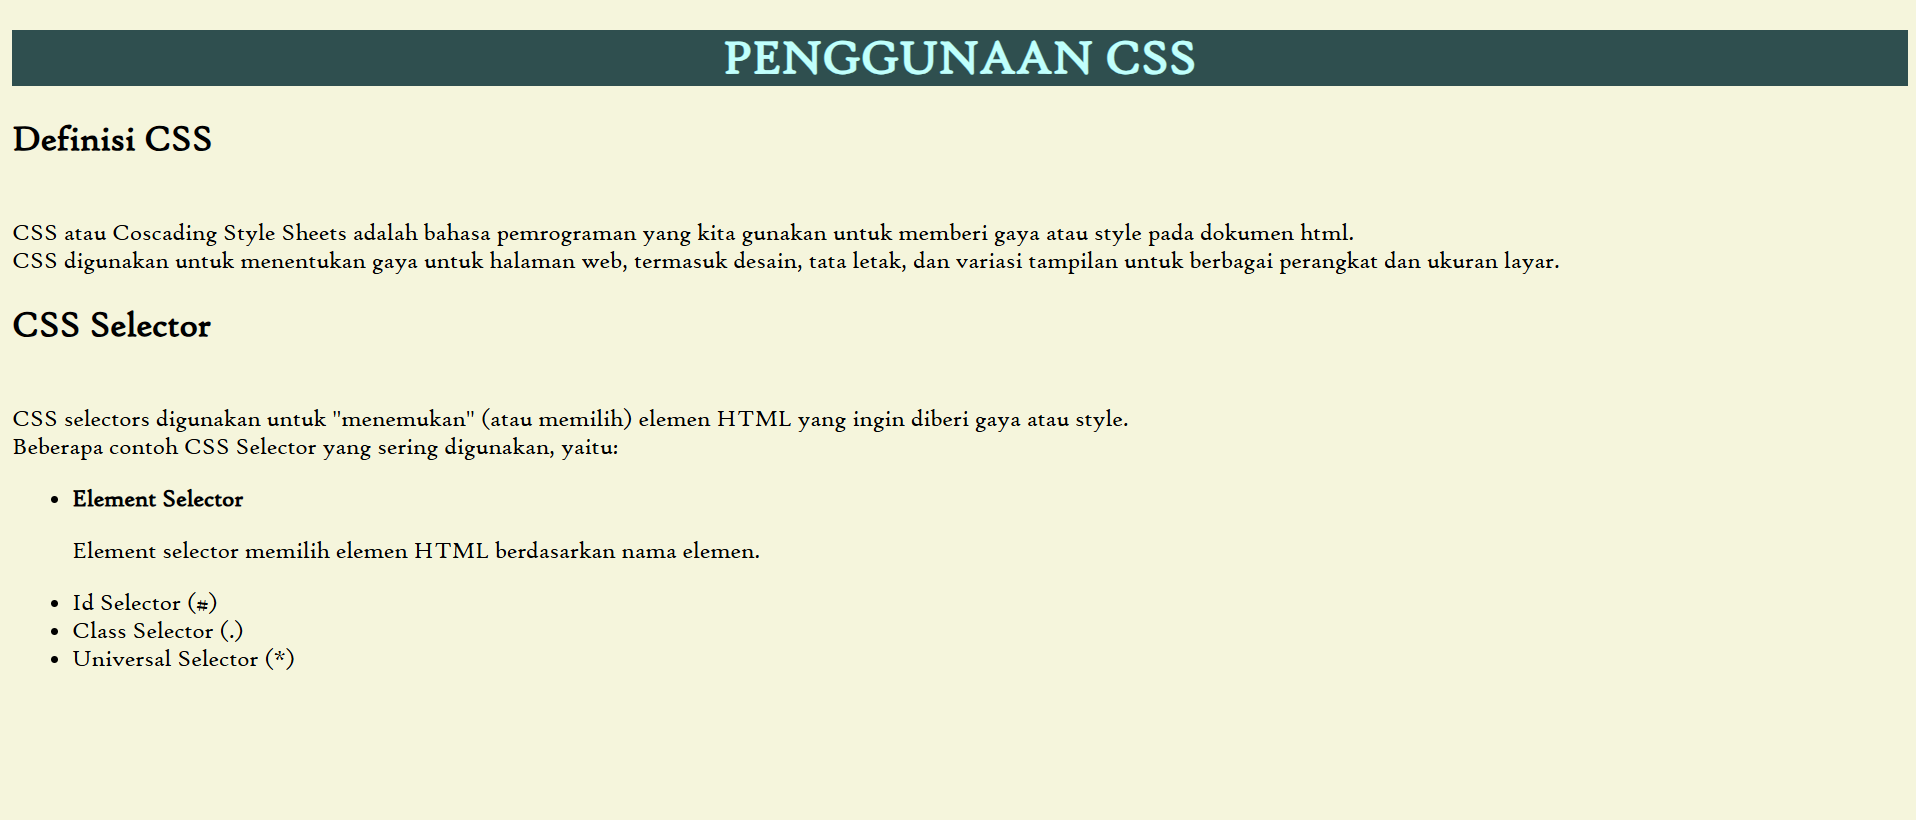 PENGGUNAAN CSS
Definisi CSS
CSS atau Coscading Style Sheets adalah bahasa pemrograman yang kita gunakan untuk memberi gaya atau style pada dokumen html.
CSS digunakan untuk menentukan gaya untuk halaman web, termasuk desain, tata letak, dan variasi tampilan untuk berbagai perangkat dan ukuran layar.
CSS Selector
CSS selectors digunakan untuk "menemukan" (atau memilih) elemen HTML yang ingin diberi gaya atau style.
Beberapa contoh CSS Selector yang sering digunakan, yaitu:
• Element Selector
Element selector memilih elemen HTML berdasarkan nama elemen.
• Id Selector (#)
• Class Selector (.)
• Universal Selector (*)